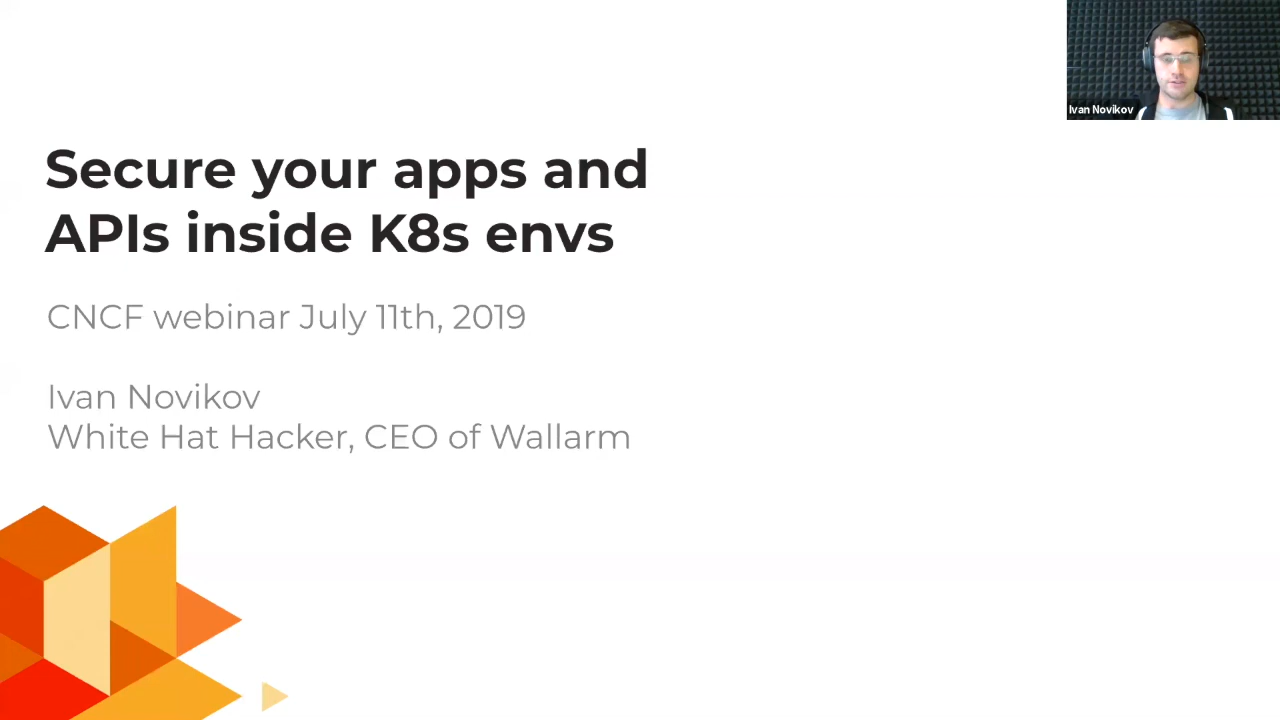 Ivan Novikov
Secure your apps and
APIs inside K8s envs
CNCF webinar July 11th, 2019
Ivan Novikov
White Hat Hacker, CEO of Wallarm